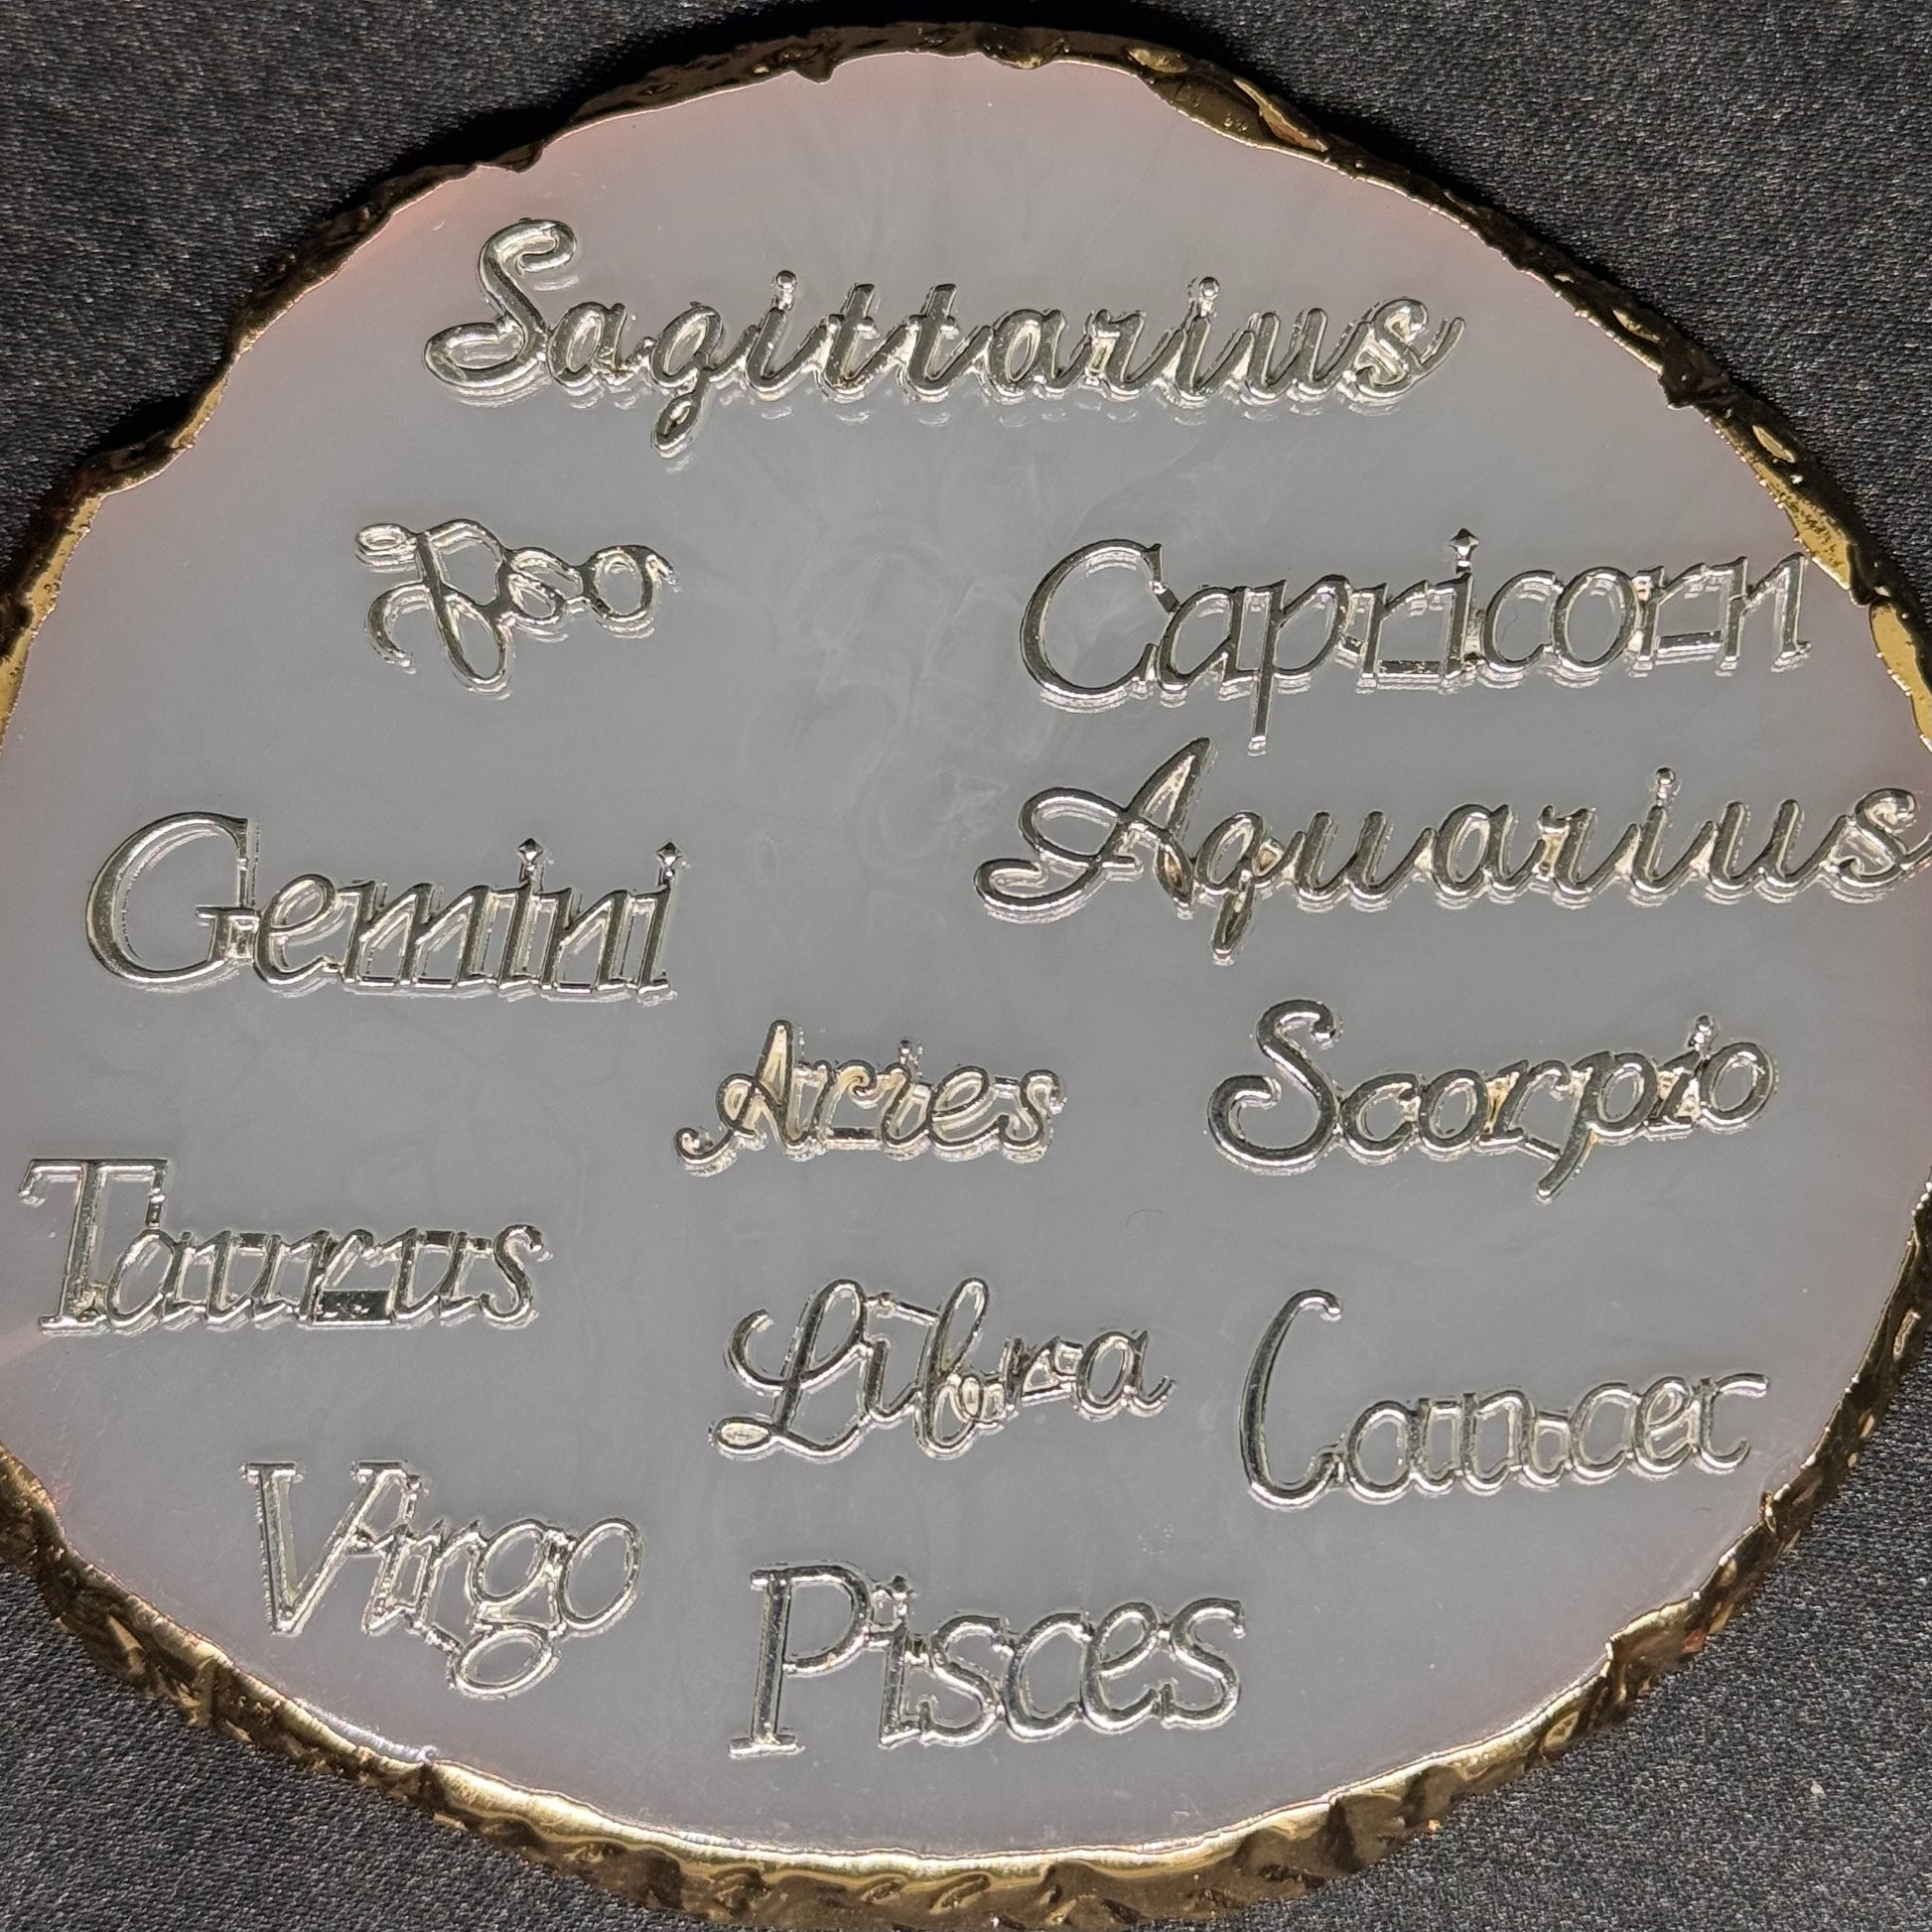 Sagittarius
Leo
Capricorn
Aquarius
Gemini
Aries
Scorpio
Taurus
Libra
Cancer
Virgo
Pisces